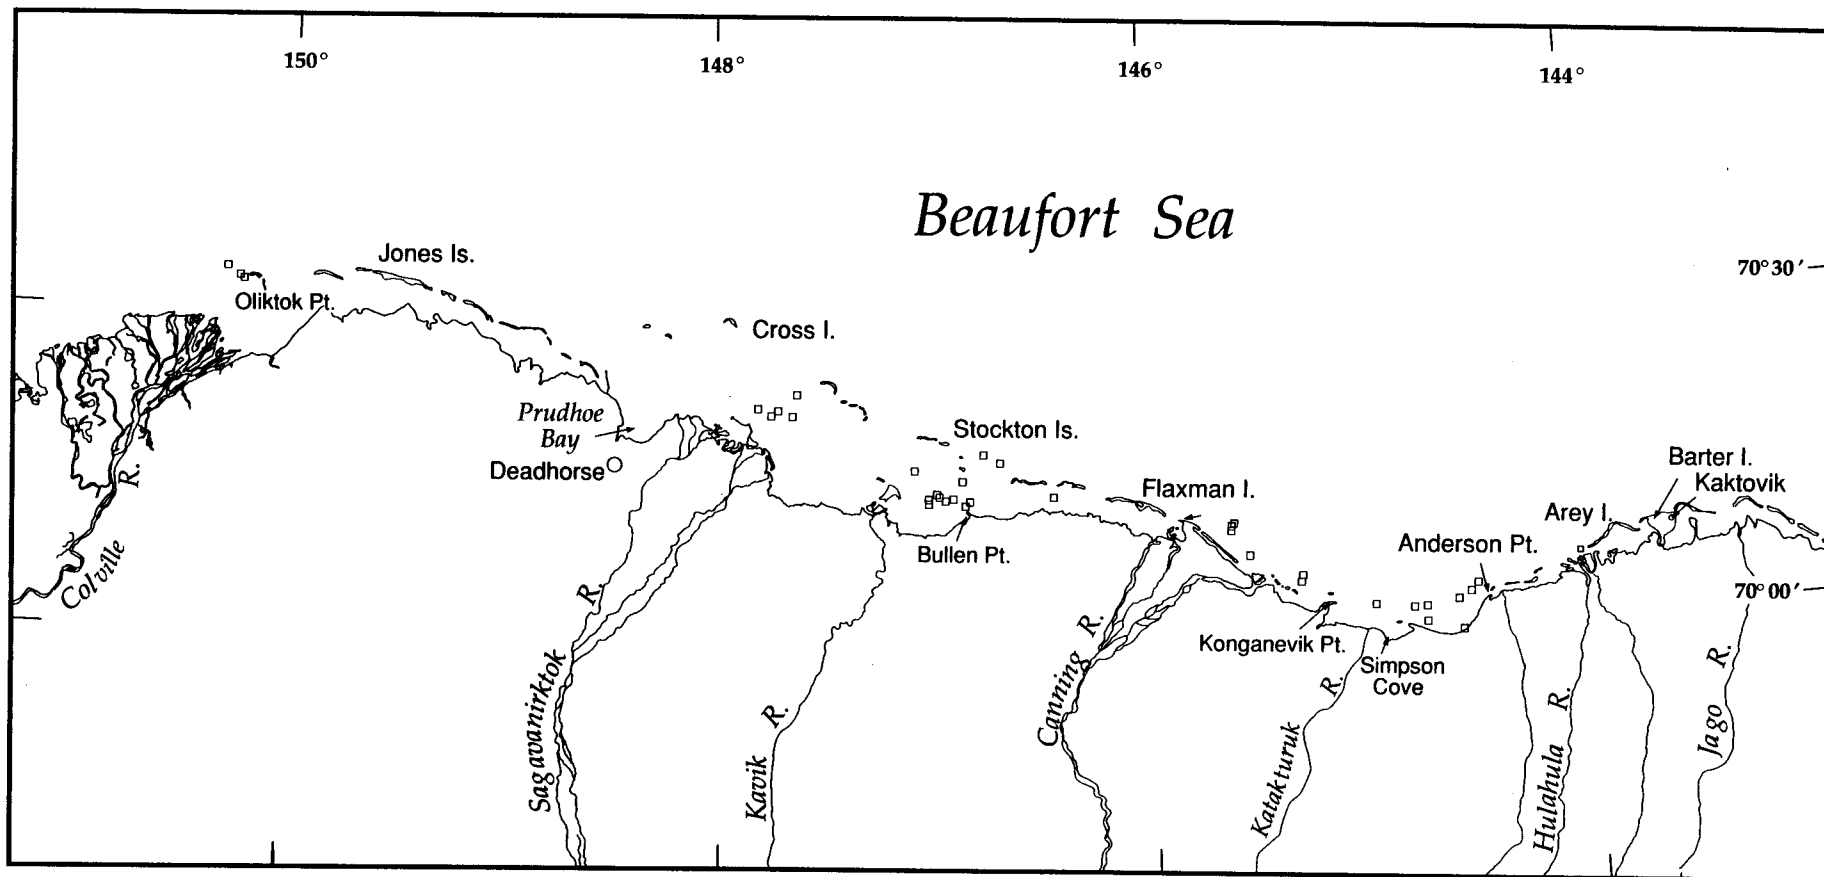 150°
148°
146°
144°
Beaufort Sea
Jones Is.
70°30'
Oliktok Pt.
Cross I.
Prudhoe
Bay
Stockton Is.
Deadhorse
Barter I.
Kaktovik
Flaxman I.
Arey I.
Bullen Pt.
Anderson Pt.
70°00'
Colville R.
Konganevik Pt.
Simpson
Cove
Sagavanirktok R.
Kavik R.
Canning R.
Katakturuk R.
Hulahula R.
Jago R.